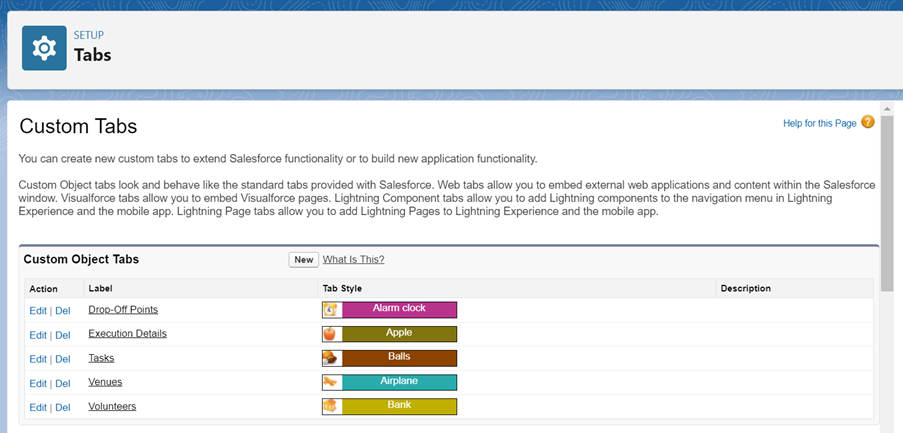 SETUP
Tabs
Custom Tabs
Help for this Page ?
You can create new custom tabs to extend Salesforce functionality or to build new application functionality.
Custom Object tabs look and behave like the standard tabs provided with Salesforce. Web tabs allow you to embed external web applications and content within the Salesforce
window. Visualforce tabs allow you to embed Visualforce pages. Lightning Component tabs allow you to add Lightning components to the navigation menu in Lightning
Experience and the mobile app. Lightning Page tabs allow you to add Lightning Pages to Lightning Experience and the mobile app.
Custom Object Tabs New What Is This?
Action Label Tab Style Description
Edit | Del Drop-Off Points Alarm clock
Edit | Del Execution Details Apple
Edit | Del Tasks Balls
Edit | Del Venues Airplane
Edit | Del Volunteers Bank